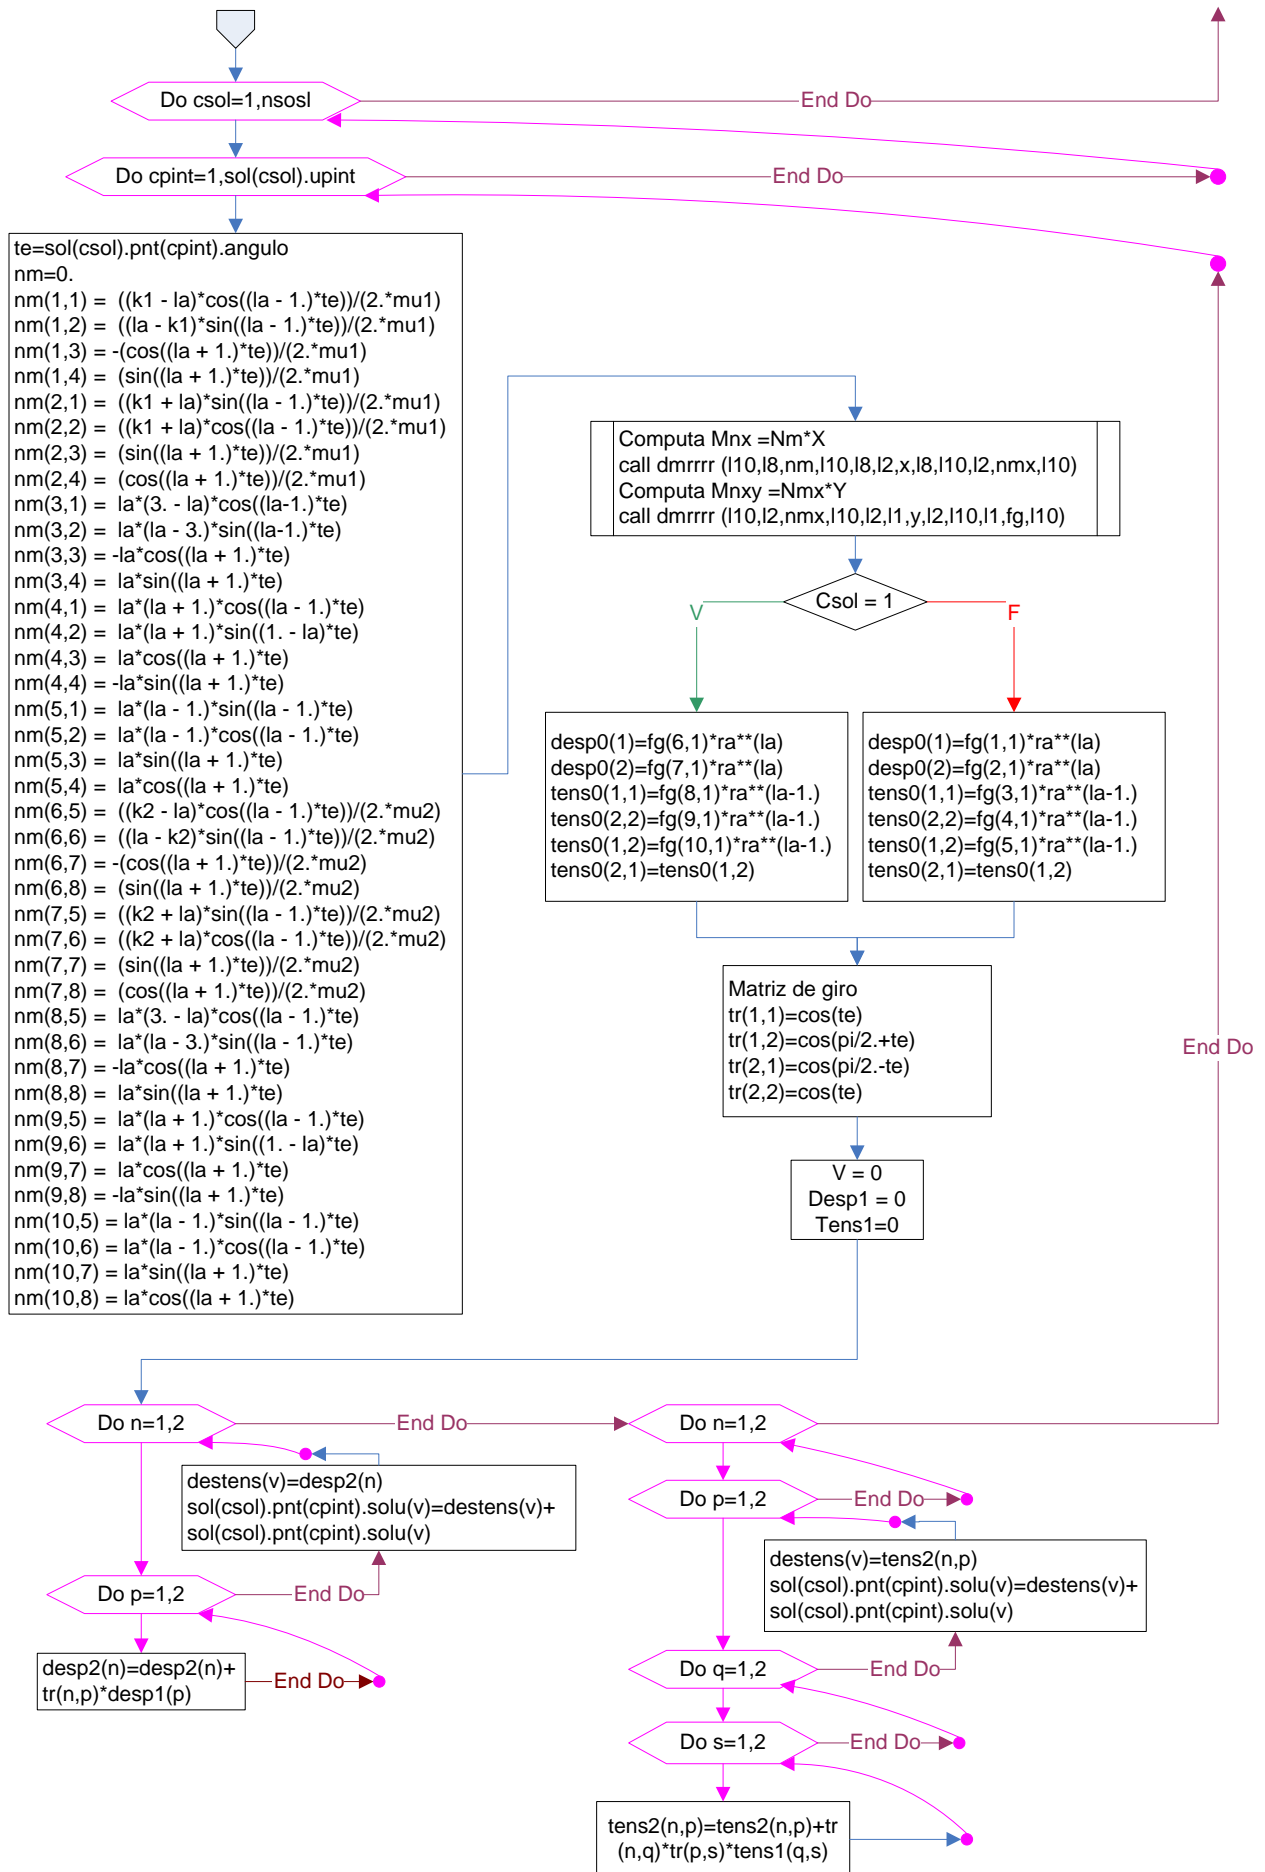 Do csol=1,nsosl
End Do
Do cpint=1,sol(csol).upint
End Do
te=sol(csol).pnt(cpint).angulo
nm=0.
nm(1,1) =  ((k1 - la)*cos((la - 1.)*te))/(2.*mu1)
nm(1,2) =  ((la - k1)*sin((la - 1.)*te))/(2.*mu1)
nm(1,3) = -(cos((la + 1.)*te))/(2.*mu1)
nm(1,4) =  (sin((la + 1.)*te))/(2.*mu1)
nm(2,1) =  ((k1 + la)*sin((la - 1.)*te))/(2.*mu1)
nm(2,2) =  ((k1 + la)*cos((la - 1.)*te))/(2.*mu1)
nm(2,3) =  (sin((la + 1.)*te))/(2.*mu1)
nm(2,4) =  (cos((la + 1.)*te))/(2.*mu1)
nm(3,1) =  la*(3. - la)*cos((la-1.)*te)
nm(3,2) =  la*(la - 3.)*sin((la-1.)*te)
nm(3,3) = -la*cos((la + 1.)*te)
nm(3,4) =  la*sin((la + 1.)*te)
nm(4,1) =  la*(la + 1.)*cos((la - 1.)*te)
nm(4,2) =  la*(la + 1.)*sin((1. - la)*te)
nm(4,3) =  la*cos((la + 1.)*te)
nm(4,4) = -la*sin((la + 1.)*te)
nm(5,1) =  la*(la - 1.)*sin((la - 1.)*te)
nm(5,2) =  la*(la - 1.)*cos((la - 1.)*te)
nm(5,3) =  la*sin((la + 1.)*te)
nm(5,4) =  la*cos((la + 1.)*te)
nm(6,5) =  ((k2 - la)*cos((la - 1.)*te))/(2.*mu2)
nm(6,6) =  ((la - k2)*sin((la - 1.)*te))/(2.*mu2)
nm(6,7) = -(cos((la + 1.)*te))/(2.*mu2)
nm(6,8) =  (sin((la + 1.)*te))/(2.*mu2)
nm(7,5) =  ((k2 + la)*sin((la - 1.)*te))/(2.*mu2)
nm(7,6) =  ((k2 + la)*cos((la - 1.)*te))/(2.*mu2)
nm(7,7) =  (sin((la + 1.)*te))/(2.*mu2)
nm(7,8) =  (cos((la + 1.)*te))/(2.*mu2)
nm(8,5) =  la*(3. - la)*cos((la - 1.)*te)
nm(8,6) =  la*(la - 3.)*sin((la - 1.)*te)
nm(8,7) = -la*cos((la + 1.)*te)
nm(8,8) =  la*sin((la + 1.)*te)
nm(9,5) =  la*(la + 1.)*cos((la - 1.)*te)
nm(9,6) =  la*(la + 1.)*sin((1. - la)*te)
nm(9,7) =  la*cos((la + 1.)*te)
nm(9,8) = -la*sin((la + 1.)*te)
nm(10,5) = la*(la - 1.)*sin((la - 1.)*te)
nm(10,6) = la*(la - 1.)*cos((la - 1.)*te)
nm(10,7) = la*sin((la + 1.)*te)
nm(10,8) = la*cos((la + 1.)*te)
Computa Mnx =Nm*X
call dmrrrr (l10,l8,nm,l10,l8,l2,x,l8,l10,l2,nmx,l10)
Computa Mnxy =Nmx*Y
call dmrrrr (l10,l2,nmx,l10,l2,l1,y,l2,l10,l1,fg,l10)
Csol = 1
V
F
desp0(1)=fg(6,1)*ra**(la)
desp0(2)=fg(7,1)*ra**(la)
tens0(1,1)=fg(8,1)*ra**(la-1.)
tens0(2,2)=fg(9,1)*ra**(la-1.)
tens0(1,2)=fg(10,1)*ra**(la-1.)
tens0(2,1)=tens0(1,2)
desp0(1)=fg(1,1)*ra**(la)
desp0(2)=fg(2,1)*ra**(la)
tens0(1,1)=fg(3,1)*ra**(la-1.)
tens0(2,2)=fg(4,1)*ra**(la-1.)
tens0(1,2)=fg(5,1)*ra**(la-1.)
tens0(2,1)=tens0(1,2)
Matriz de giro
tr(1,1)=cos(te)
tr(1,2)=cos(pi/2.+te)
tr(2,1)=cos(pi/2.-te)
tr(2,2)=cos(te)
End Do
V = 0
Desp1 = 0
Tens1=0
Do n=1,2
End Do
destens(v)=desp2(n)
sol(csol).pnt(cpint).solu(v)=destens(v)+
sol(csol).pnt(cpint).solu(v)
Do p=1,2
End Do
desp2(n)=desp2(n)+
tr(n,p)*desp1(p)
End Do
Do n=1,2
Do p=1,2
End Do
destens(v)=tens2(n,p)
sol(csol).pnt(cpint).solu(v)=destens(v)+
sol(csol).pnt(cpint).solu(v)
Do q=1,2
End Do
Do s=1,2
End Do
tens2(n,p)=tens2(n,p)+tr
(n,q)*tr(p,s)*tens1(q,s)